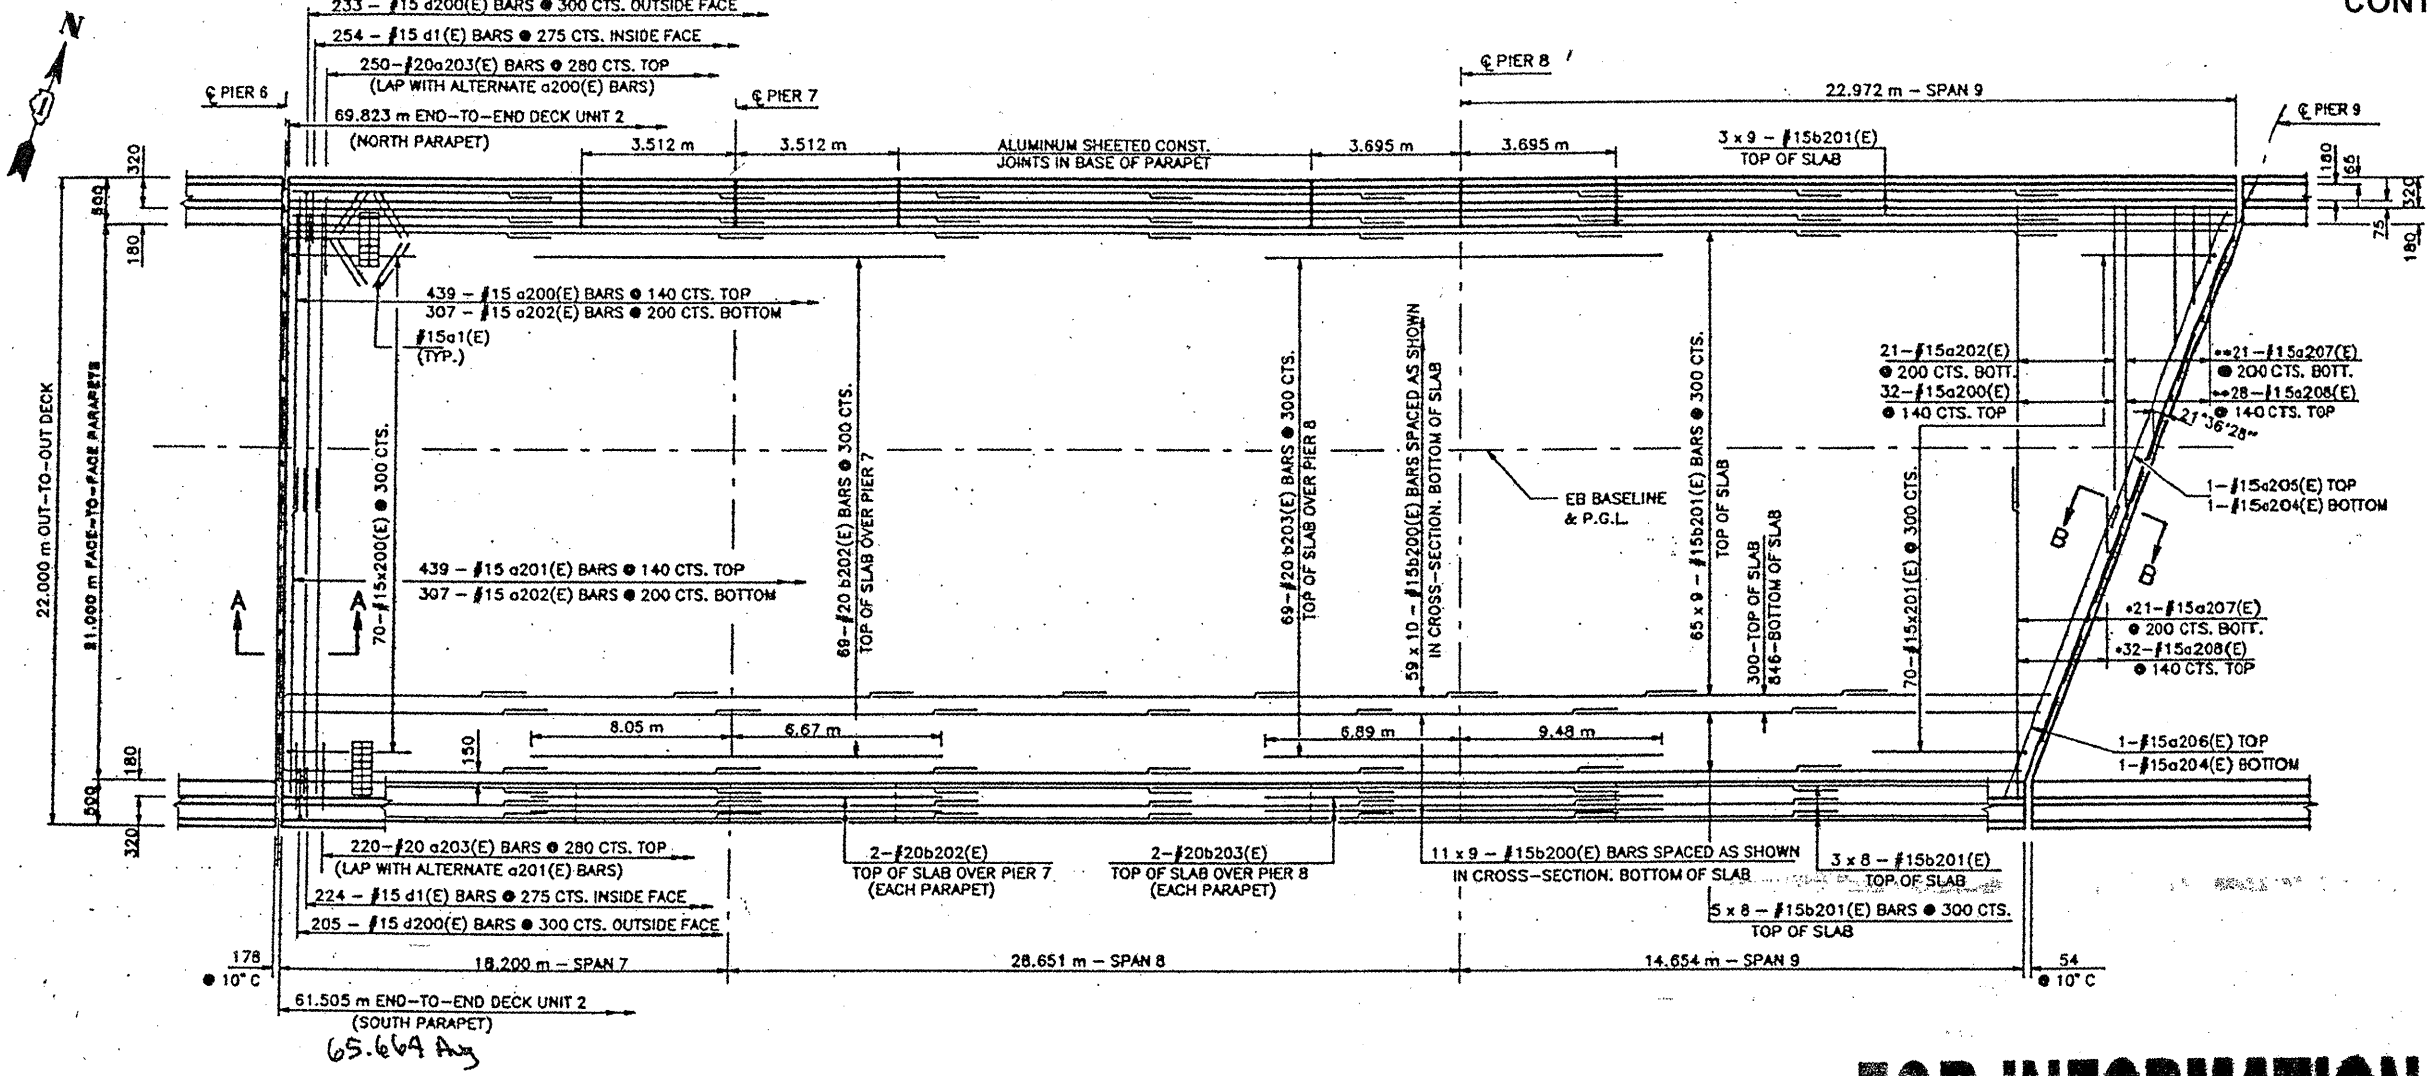 233 - #15 d200(E) BARS @ 300 CTS. OUTSIDE FACE
CONT
N
254 - #15 d1(E) BARS @ 275 CTS. INSIDE FACE
250-#20a203(E) BARS @ 280 CTS. TOP
(LAP WITH ALTERNATE a200(E) BARS)
℄ PIER 6
℄ PIER 7
℄ PIER 8
22.972 m - SPAN 9
℄ PIER 9
69.823 m END-TO-END DECK UNIT 2
(NORTH PARAPET)
3.512 m
3.512 m
ALUMINUM SHEETED CONST.
JOINTS IN BASE OF PARAPET
3.695 m
3.695 m
3 x 9 - #15b201(E)
TOP OF SLAB
320
500
180
180
65
320
75
180
22.000 m OUT-TO-OUT DECK
21.000 m FACE-TO-FACE PARAPETS
439 - #15 a200(E) BARS @ 140 CTS. TOP
307 - #15 a202(E) BARS @ 200 CTS. BOTTOM
#15a1(E)
(TYP.)
70-#15x200(E) @ 300 CTS.
69-#20 b202(E) BARS @ 300 CTS.
TOP OF SLAB OVER PIER 7
69-#20 b203(E) BARS @ 300 CTS.
TOP OF SLAB OVER PIER 8
59 x 10 - #15b200(E) BARS SPACED AS SHOWN
IN CROSS-SECTION. BOTTOM OF SLAB
65 x 9 - #15b201(E) BARS @ 300 CTS.
TOP OF SLAB
300-TOP OF SLAB
846-BOTTOM OF SLAB
70-#15x201(E) @ 300 CTS.
21-#15a202(E)
@ 200 CTS. BOTT.
32-#15a200(E)
@ 140 CTS. TOP
**21-#15a207(E)
@ 200 CTS. BOTT.
**28-#15a208(E)
@ 140 CTS. TOP
21°36'28"
EB BASELINE
& P.G.L.
1-#15a205(E) TOP
1-#15a204(E) BOTTOM
B
B
439 - #15 a201(E) BARS @ 140 CTS. TOP
307 - #15 a202(E) BARS @ 200 CTS. BOTTOM
A
A
*21-#15a207(E)
@ 200 CTS. BOTT.
*32-#15a208(E)
@ 140 CTS. TOP
8.05 m
6.67 m
6.89 m
9.48 m
150
180
500
320
1-#15a206(E) TOP
1-#15a204(E) BOTTOM
220-#20 a203(E) BARS @ 280 CTS. TOP
(LAP WITH ALTERNATE a201(E) BARS)
2-#20b202(E)
TOP OF SLAB OVER PIER 7
(EACH PARAPET)
2-#20b203(E)
TOP OF SLAB OVER PIER 8
(EACH PARAPET)
11 x 9 - #15b200(E) BARS SPACED AS SHOWN
IN CROSS-SECTION. BOTTOM OF SLAB
3 x 8 - #15b201(E)
TOP OF SLAB
224 - #15 d1(E) BARS @ 275 CTS. INSIDE FACE
205 - #15 d200(E) BARS @ 300 CTS. OUTSIDE FACE
5 x 8 - #15b201(E) BARS @ 300 CTS.
TOP OF SLAB
178
@ 10° C
18.200 m - SPAN 7
28.651 m - SPAN 8
14.654 m - SPAN 9
54
@ 10° C
61.505 m END-TO-END DECK UNIT 2
(SOUTH PARAPET)
65.664 Avg
FOR INFORMATION